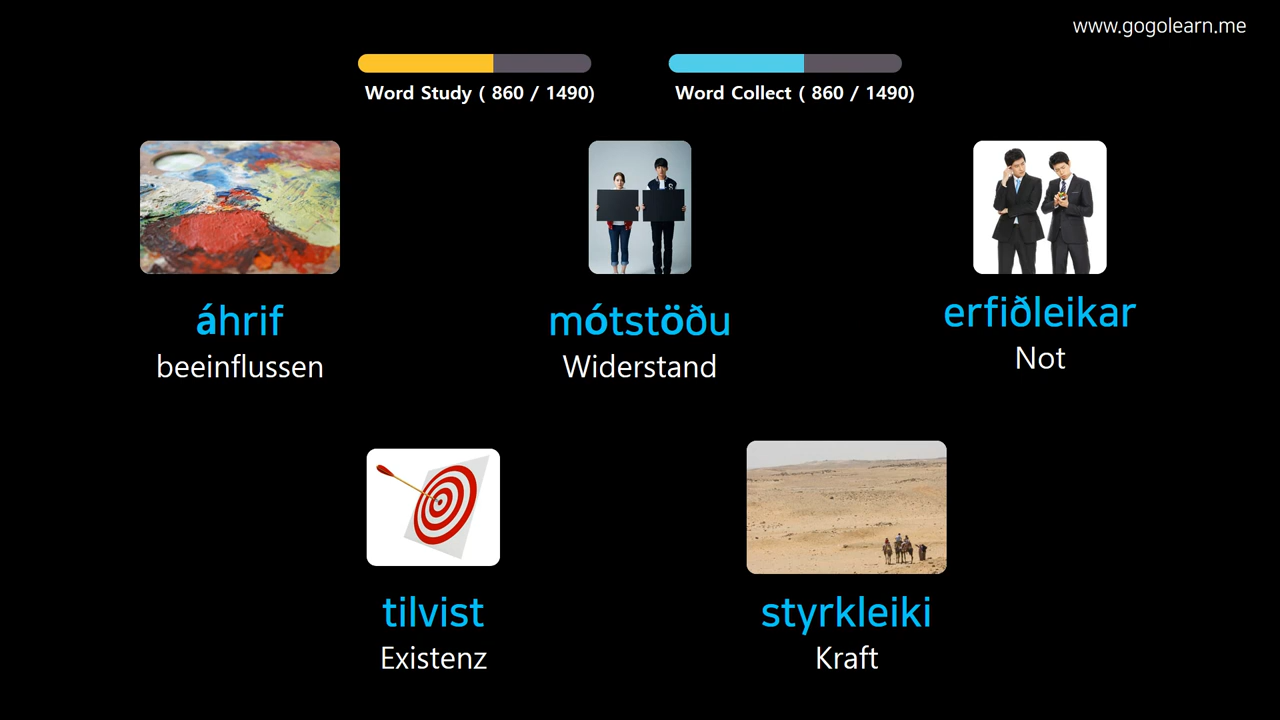 www.gogolearn.me
Word Study ( 860 / 1490)
Word Collect ( 860 / 1490)
áhrif
beeinflussen
mótstöðu
Widerstand
erfiðleikar
Not
tilvist
Existenz
styrkleiki
Kraft